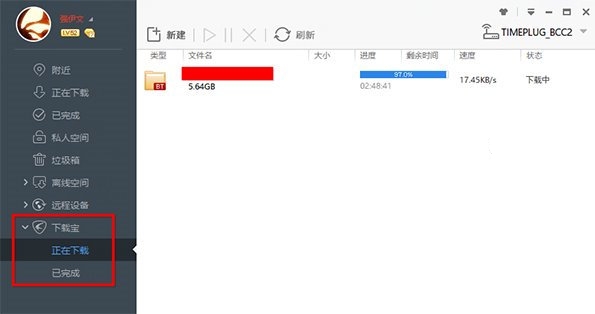 强伊文
LV52
附近
正在下载
已完成
私人空间
垃圾箱
离线空间
远程设备
下载宝
正在下载
已完成
新建
刷新
TIMEPLUG_BCC2
类型 文件名 大小 进度 剩余时间 速度 状态
BT
5.64GB
97.0%
02:48:41
17.45KB/s
下载中